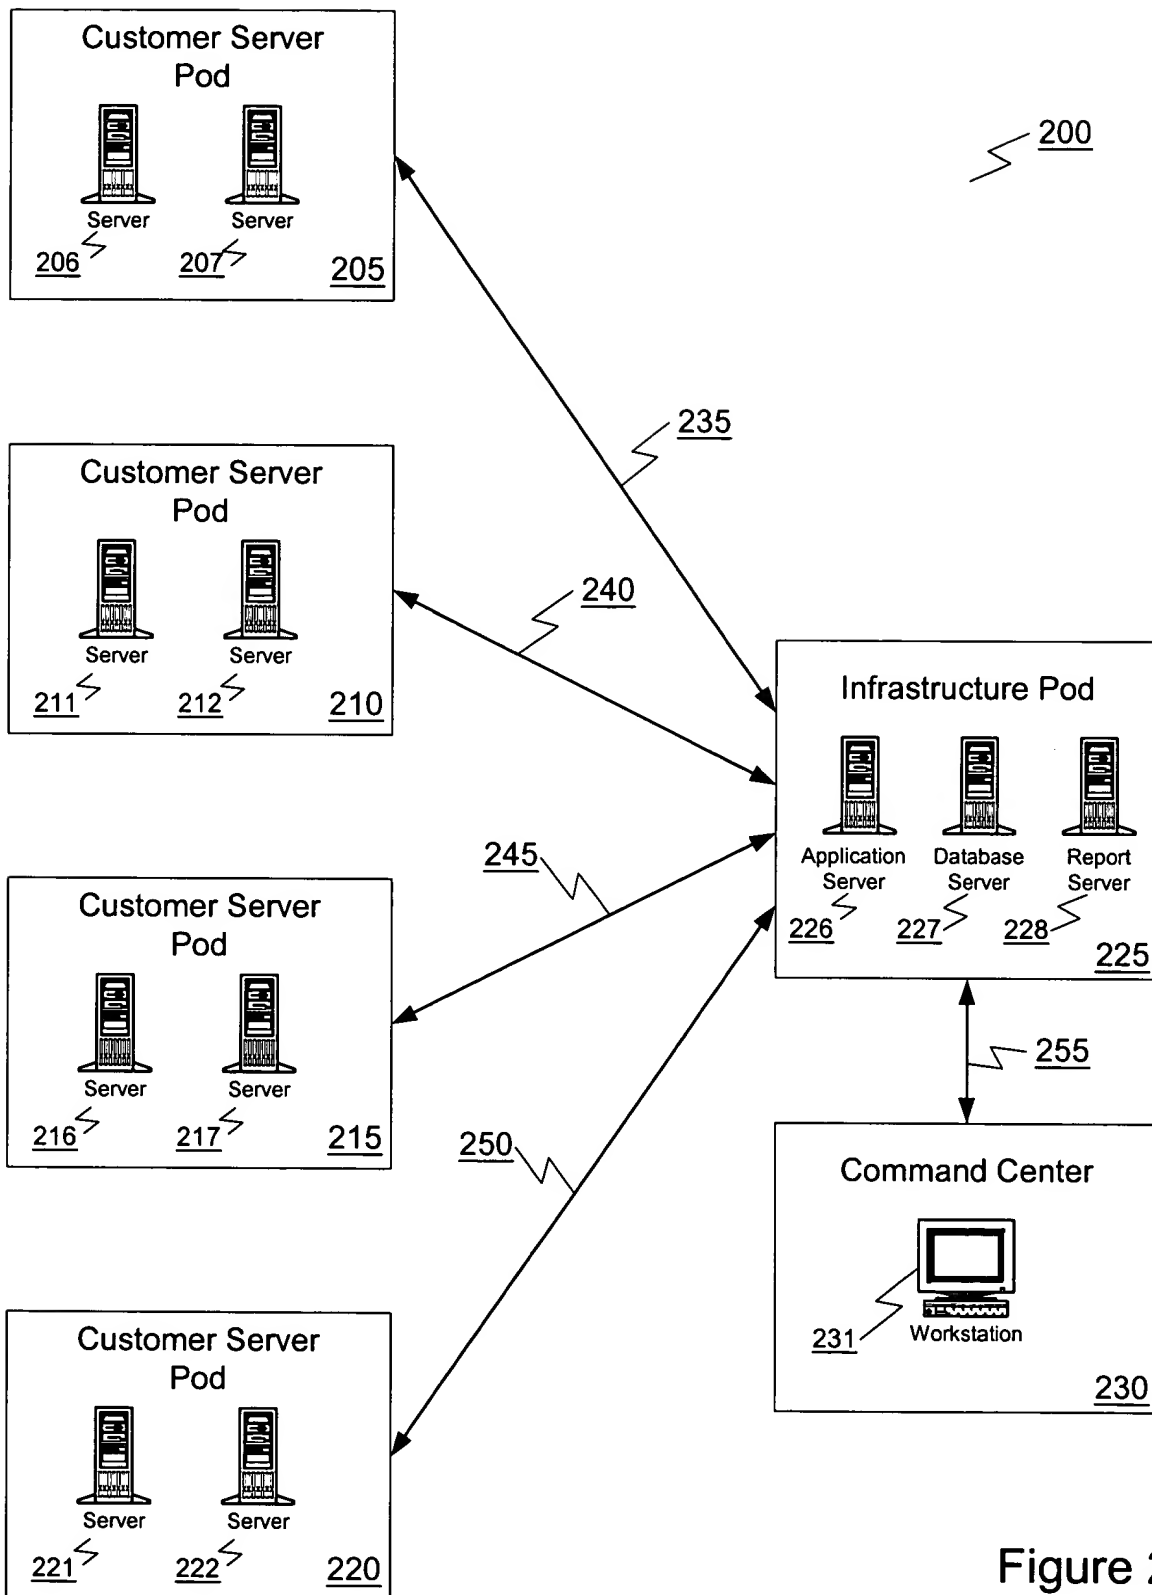 Customer Server
Pod
Server
Server
206
207
205
200
235
Customer Server
Pod
Server
Server
211
212
210
240
Infrastructure Pod
Application
Server
Database
Server
Report
Server
226
227
228
225
245
Customer Server
Pod
Server
Server
216
217
215
255
250
Command Center
231
Workstation
230
Customer Server
Pod
Server
Server
221
222
220
Figure 2